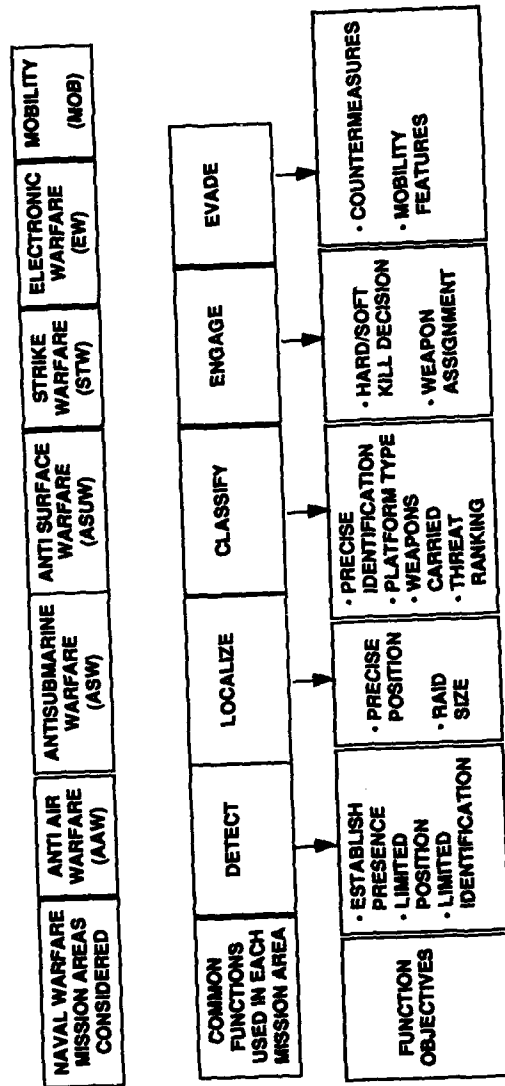 NAVAL WARFARE
MISSION AREAS
CONSIDERED
ANTI AIR
WARFARE
(AAW)
ANTISUBMARINE
WARFARE
(ASW)
ANTI SURFACE
WARFARE
(ASUW)
STRIKE
WARFARE
(STW)
ELECTRONIC
WARFARE
(EW)
MOBILITY
(MOB)
COMMON
FUNCTIONS
USED IN EACH
MISSION AREA
DETECT
LOCALIZE
CLASSIFY
ENGAGE
EVADE
FUNCTION
OBJECTIVES
• ESTABLISH
PRESENCE
• LIMITED
POSITION
• LIMITED
IDENTIFICATION
• PRECISE
POSITION
• RAID
SIZE
• PRECISE
IDENTIFICATION
• PLATFORM TYPE
• WEAPONS
CARRIED
• THREAT
RANKING
• HARD/SOFT
KILL DECISION
• WEAPON
ASSIGNMENT
• COUNTERMEASURES
• MOBILITY
FEATURES